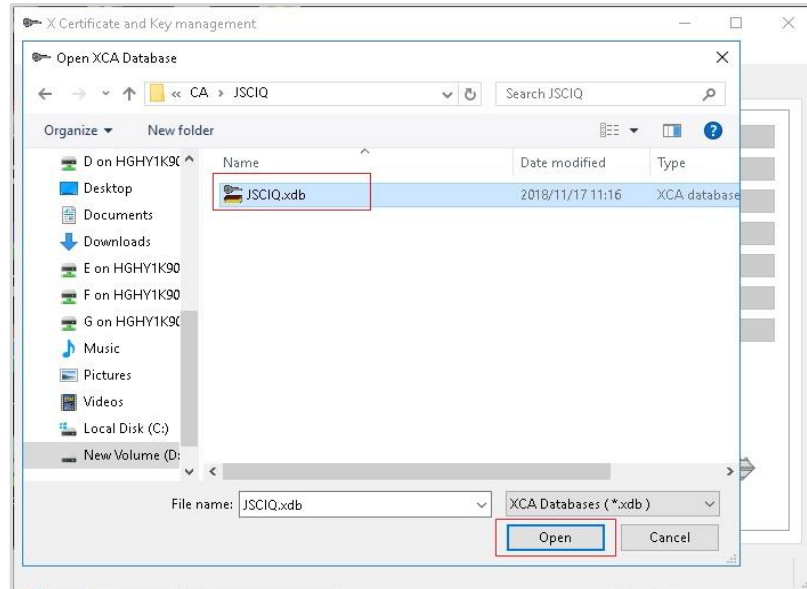 X Certificate and Key management
Open XCA Database
« CA › JSCIQ
Search JSCIQ
Organize
New folder
Name
Date modified
Type
JSCIQ.xdb
2018/11/17 11:16
XCA database
D on HGHY1K90
Desktop
Documents
Downloads
E on HGHY1K90
F on HGHY1K90
G on HGHY1K90
Music
Pictures
Videos
Local Disk (C:)
New Volume (D:
File name:
JSCIQ.xdb
XCA Databases ( *.xdb )
Open
Cancel